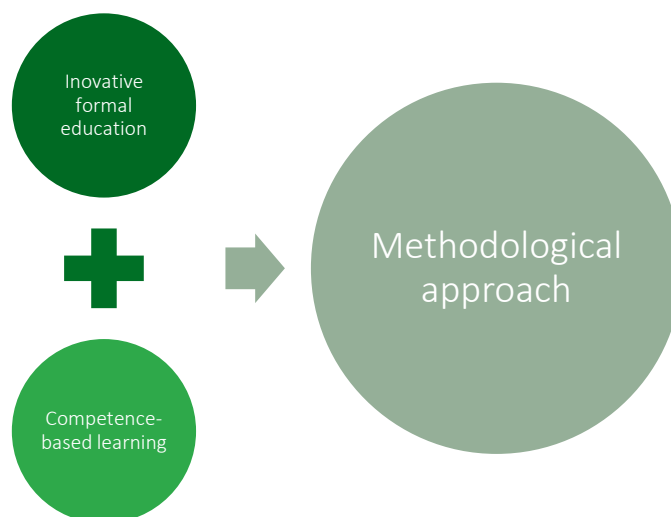 Inovative
formal
education
Competence-
based learning
Methodological
approach